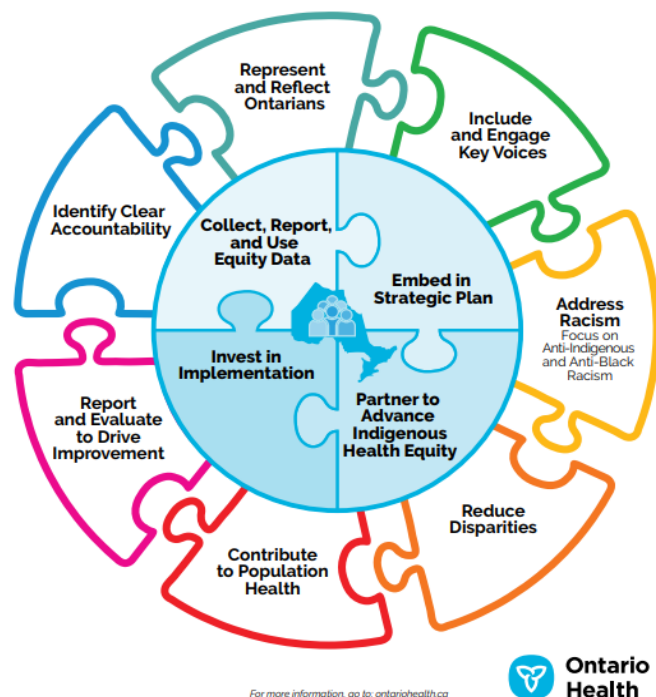 Represent
and Reflect
Ontarians
Include
and Engage
Key Voices
Identify Clear
Accountability
Collect, Report,
and Use
Equity Data
Embed in
Strategic Plan
Address
Racism
Focus on
Anti-Indigenous
and Anti-Black
Racism
Invest in
Implementation
Partner to
Advance
Indigenous
Health Equity
Report
and Evaluate
to Drive
Improvement
Reduce
Disparities
Contribute
to Population
Health
For more information, go to: ontariohealth.ca
Ontario
Health